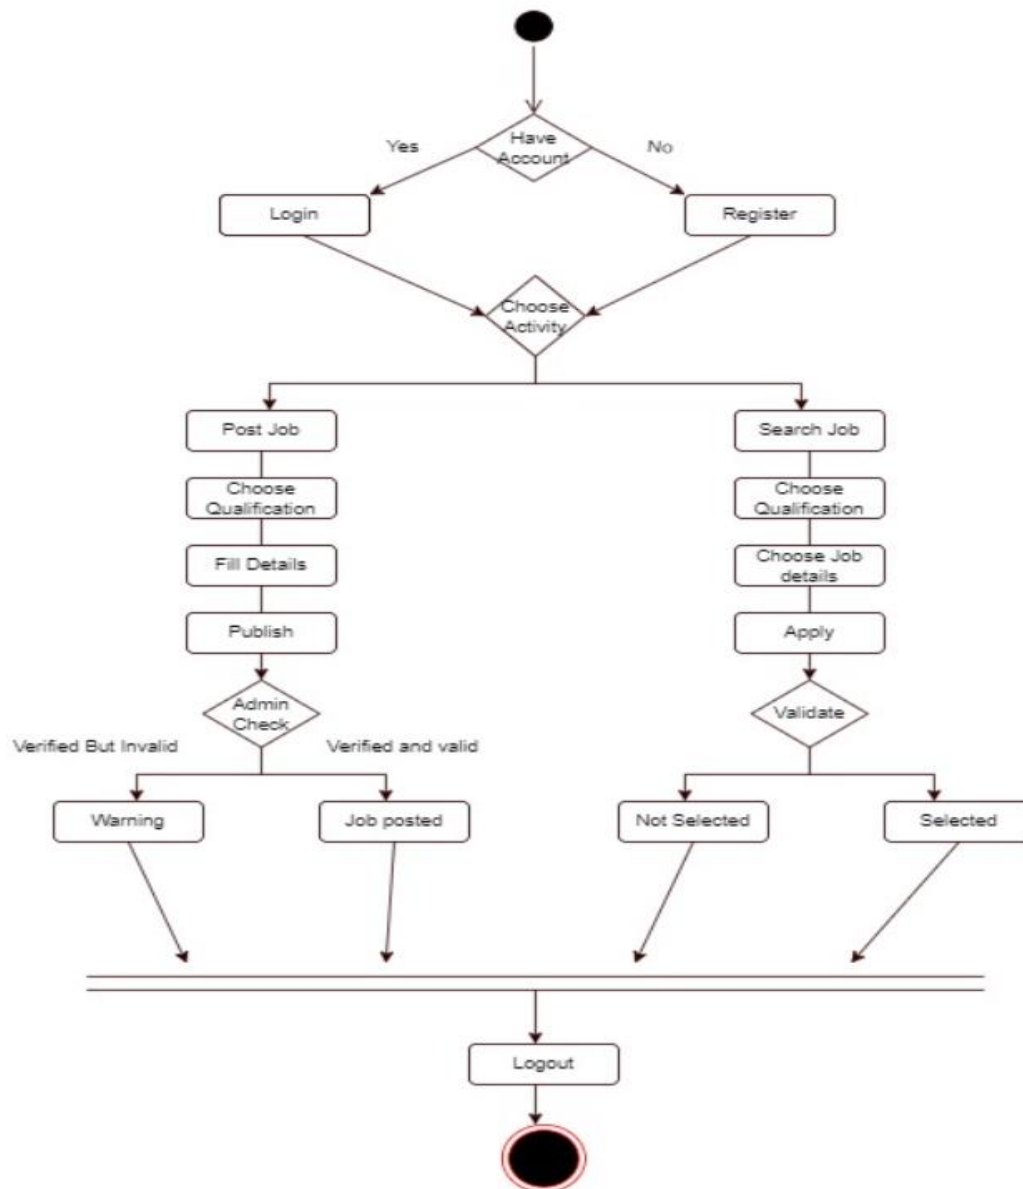 Have
Account
Yes
No
Login
Register
Choose
Activity
Post Job
Search Job
Choose
Qualification
Choose
Qualification
Fill Details
Choose Job
details
Publish
Apply
Admin
Check
Validate
Verified But Invalid
Verified and valid
Warning
Job posted
Not Selected
Selected
Logout